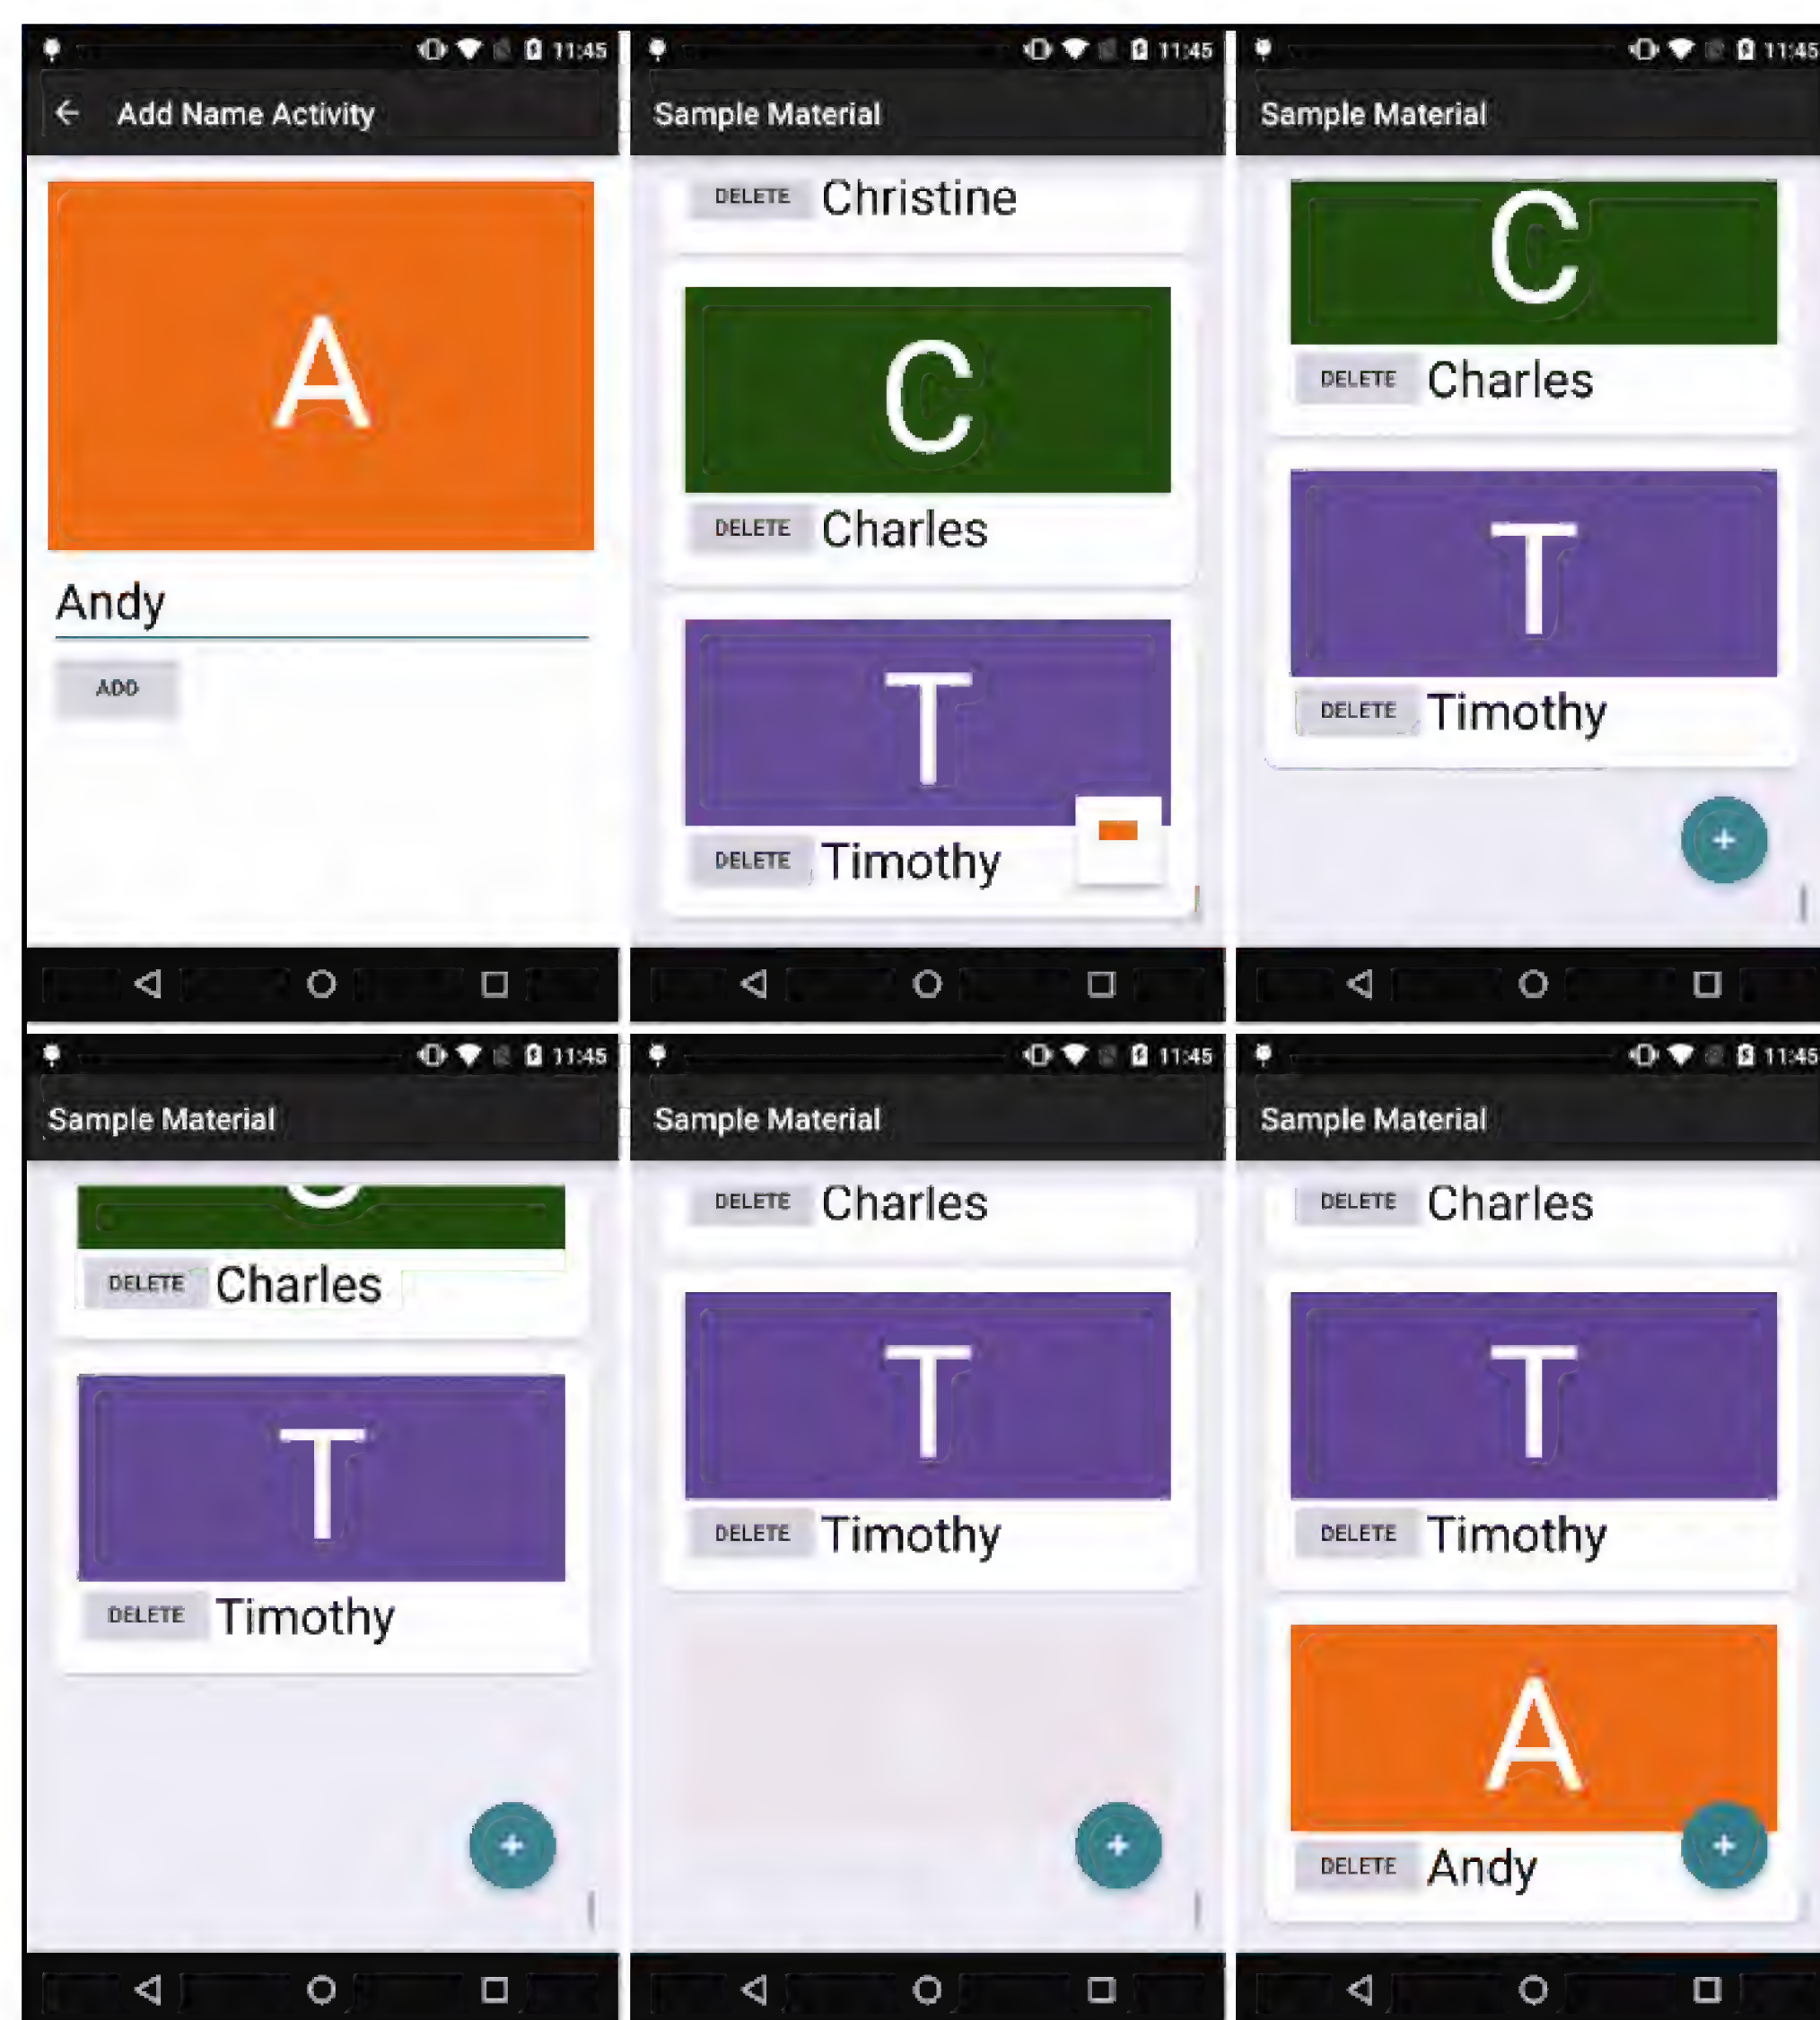 11:45
Add Name Activity
A
Andy
ADD
11:45
Sample Material
DELETE Christine
C
DELETE Charles
T
DELETE Timothy
11:45
Sample Material
C
DELETE Charles
T
DELETE Timothy
+
11:45
Sample Material
DELETE Charles
T
DELETE Timothy
+
11:45
Sample Material
DELETE Charles
T
DELETE Timothy
+
11:45
Sample Material
DELETE Charles
T
DELETE Timothy
A
DELETE Andy
+